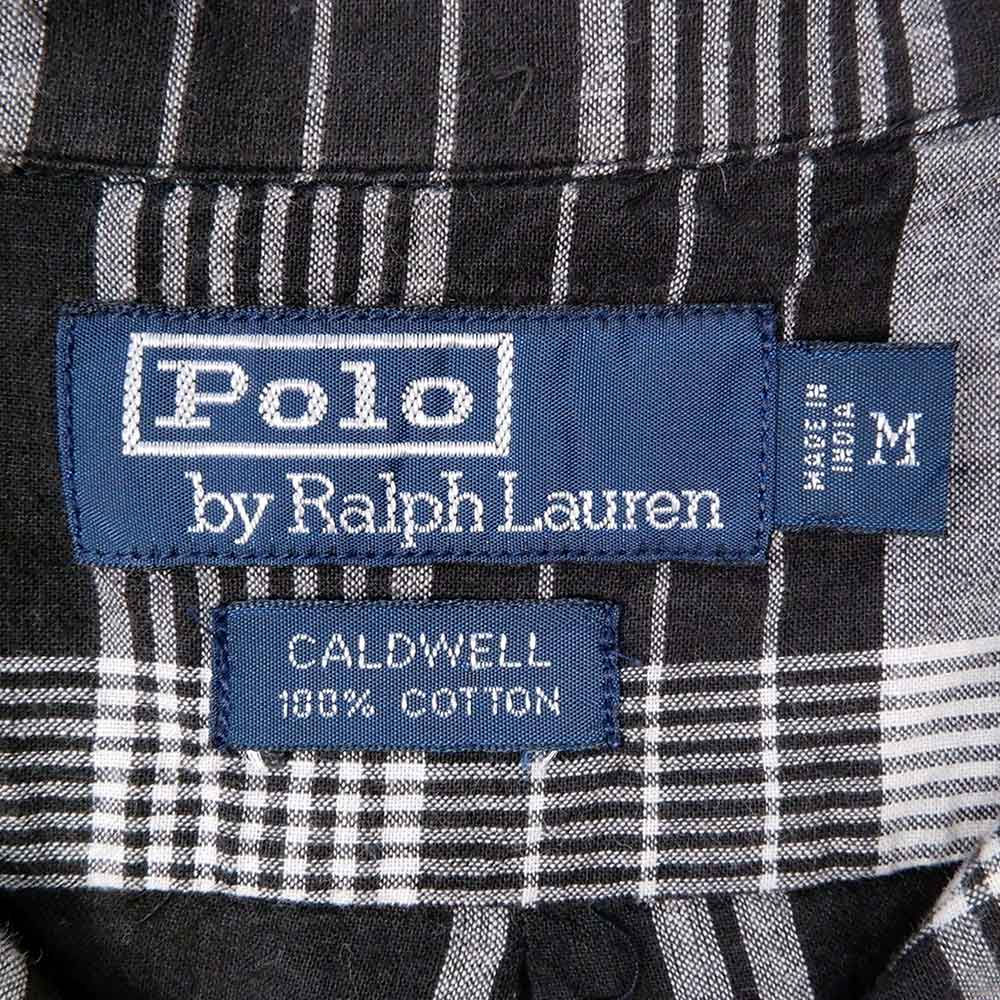 Polo
by Ralph Lauren
MADE IN
INDIA
M
CALDWELL
100% COTTON